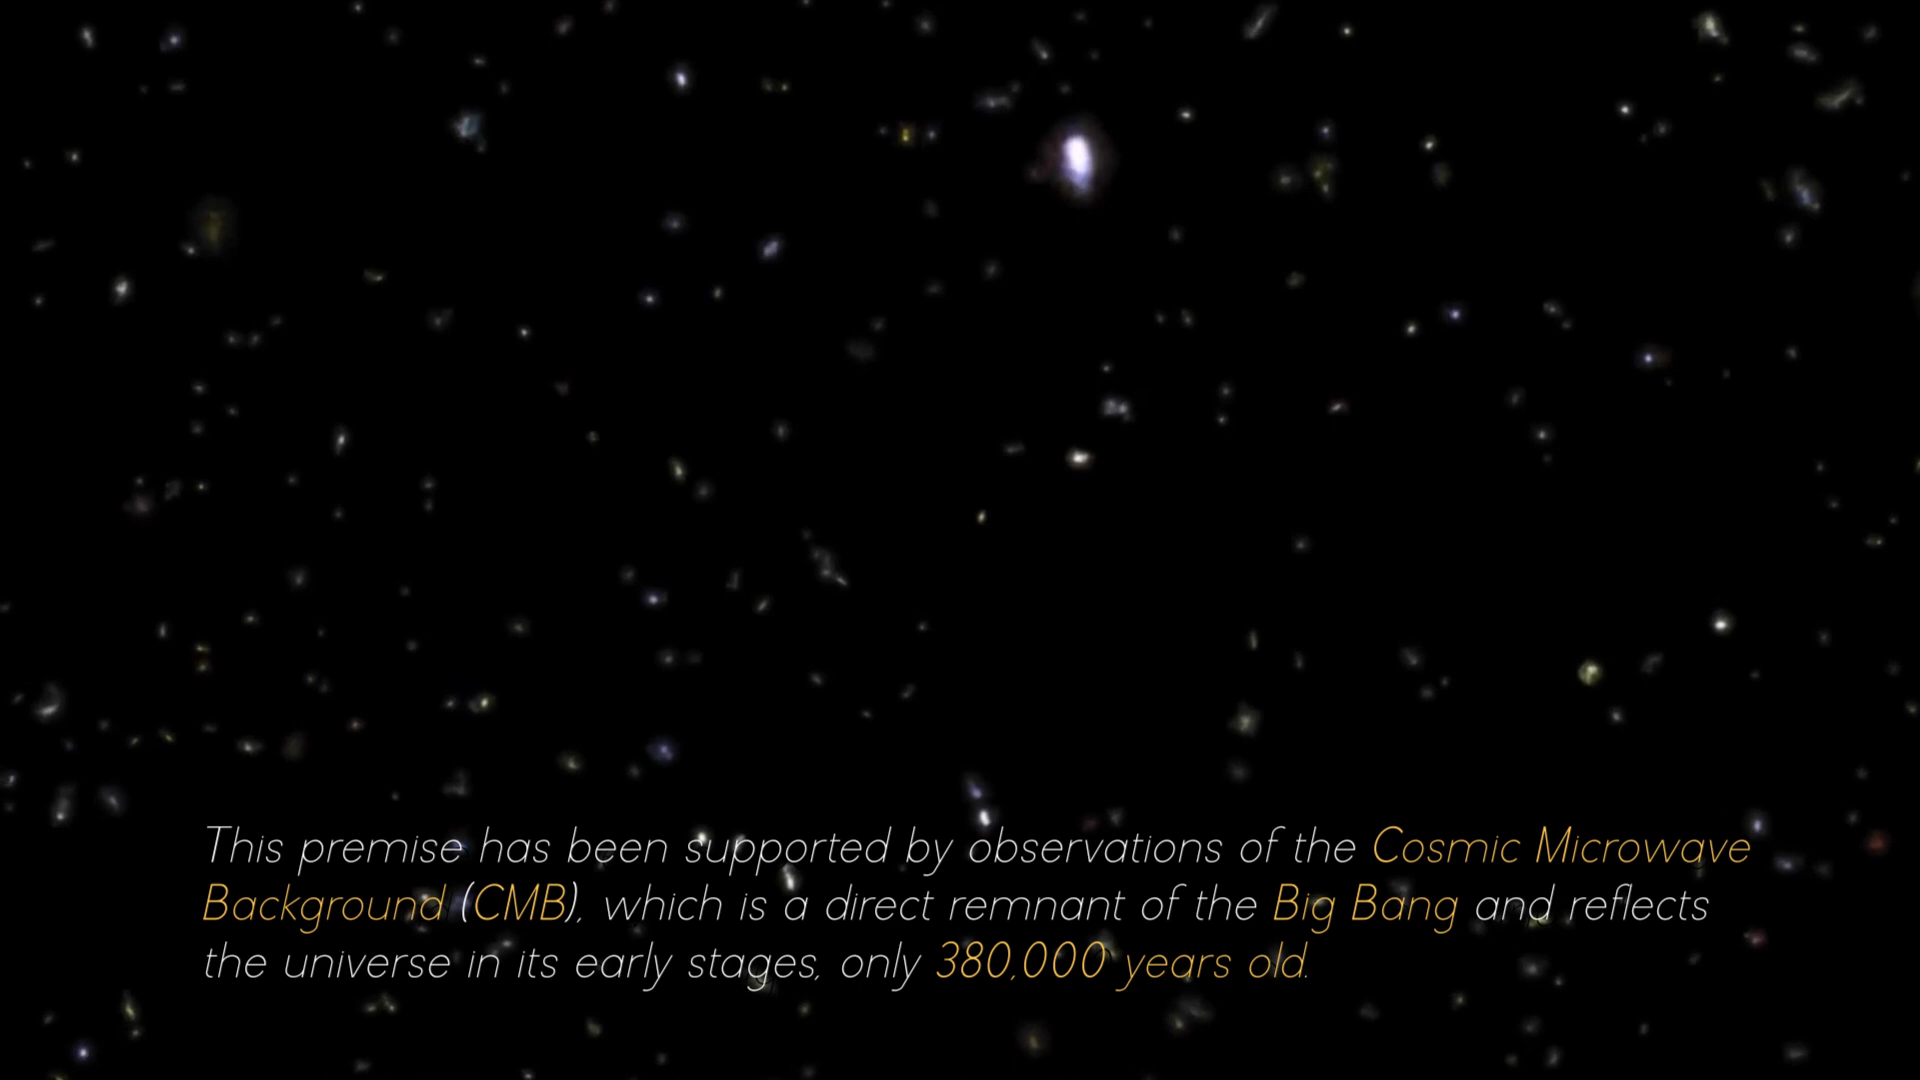 This premise has been supported by observations of the Cosmic Microwave
Background (CMB), which is a direct remnant of the Big Bang and reflects
the universe in its early stages, only 380,000 years old.